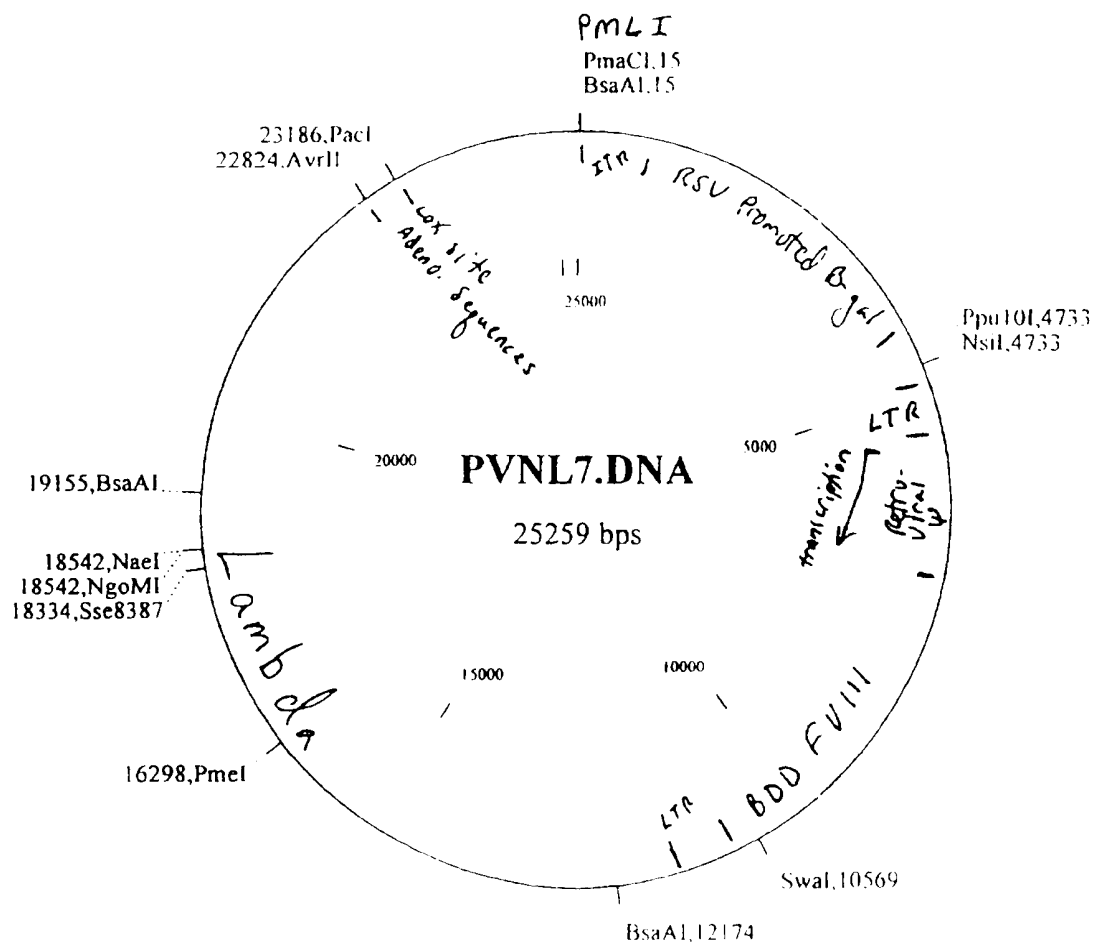 PMLI
PmaCI,15
BsaAI,15
23186,PacI
22824.AvrII
ITR
RSV Promoted B-gal
Lox site
Adeno. Sequences
25000
Ppu10I,4733
NsiI,4733
LTR
5000
transcription
Retro-
viral
Ψ
20000
PVNL7.DNA
25259 bps
19155,BsaAI
18542,NaeI
18542,NgoMI
18334,Sse8387
Lambda
15000
10000
BDD FVIII
LTR
16298,PmeI
SwaI,10569
BsaAI,12174